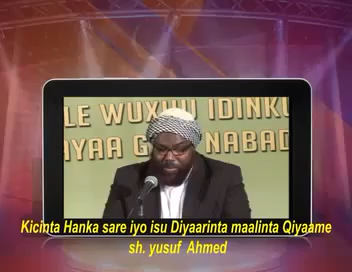 LE WUXUU IDINKU
AYAA NABAD
Kicinta Hanka sare iyo isu Diyaarinta maalinta Qiyaame
sh. yusuf Ahmed